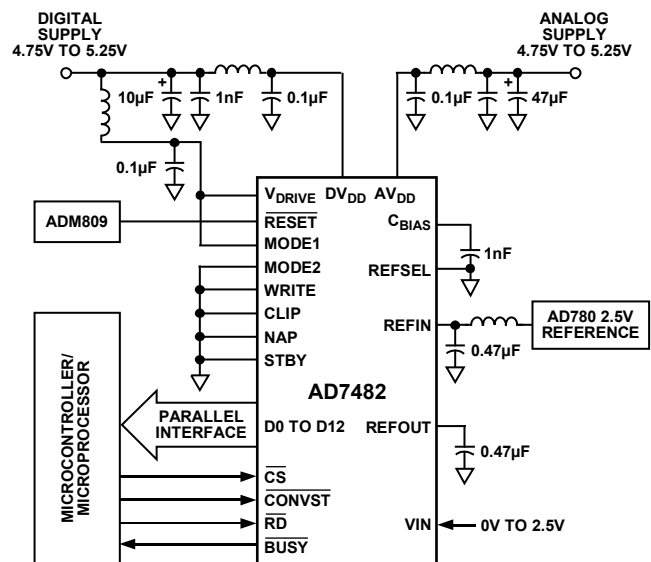 DIGITAL
SUPPLY
4.75V TO 5.25V
ANALOG
SUPPLY
4.75V TO 5.25V
+
10µF
1nF
0.1µF
0.1µF
+
47µF
0.1µF
VDRIVE
DVDD
AVDD
CBIAS
ADM809
RESET
MODE1
1nF
MODE2
REFSEL
WRITE
CLIP
NAP
STBY
REFIN
AD780 2.5V
REFERENCE
0.47µF
AD7482
MICROCONTROLLER/
MICROPROCESSOR
PARALLEL
INTERFACE
D0 TO D12
REFOUT
0.47µF
CS
CONVST
RD
BUSY
VIN
0V TO 2.5V